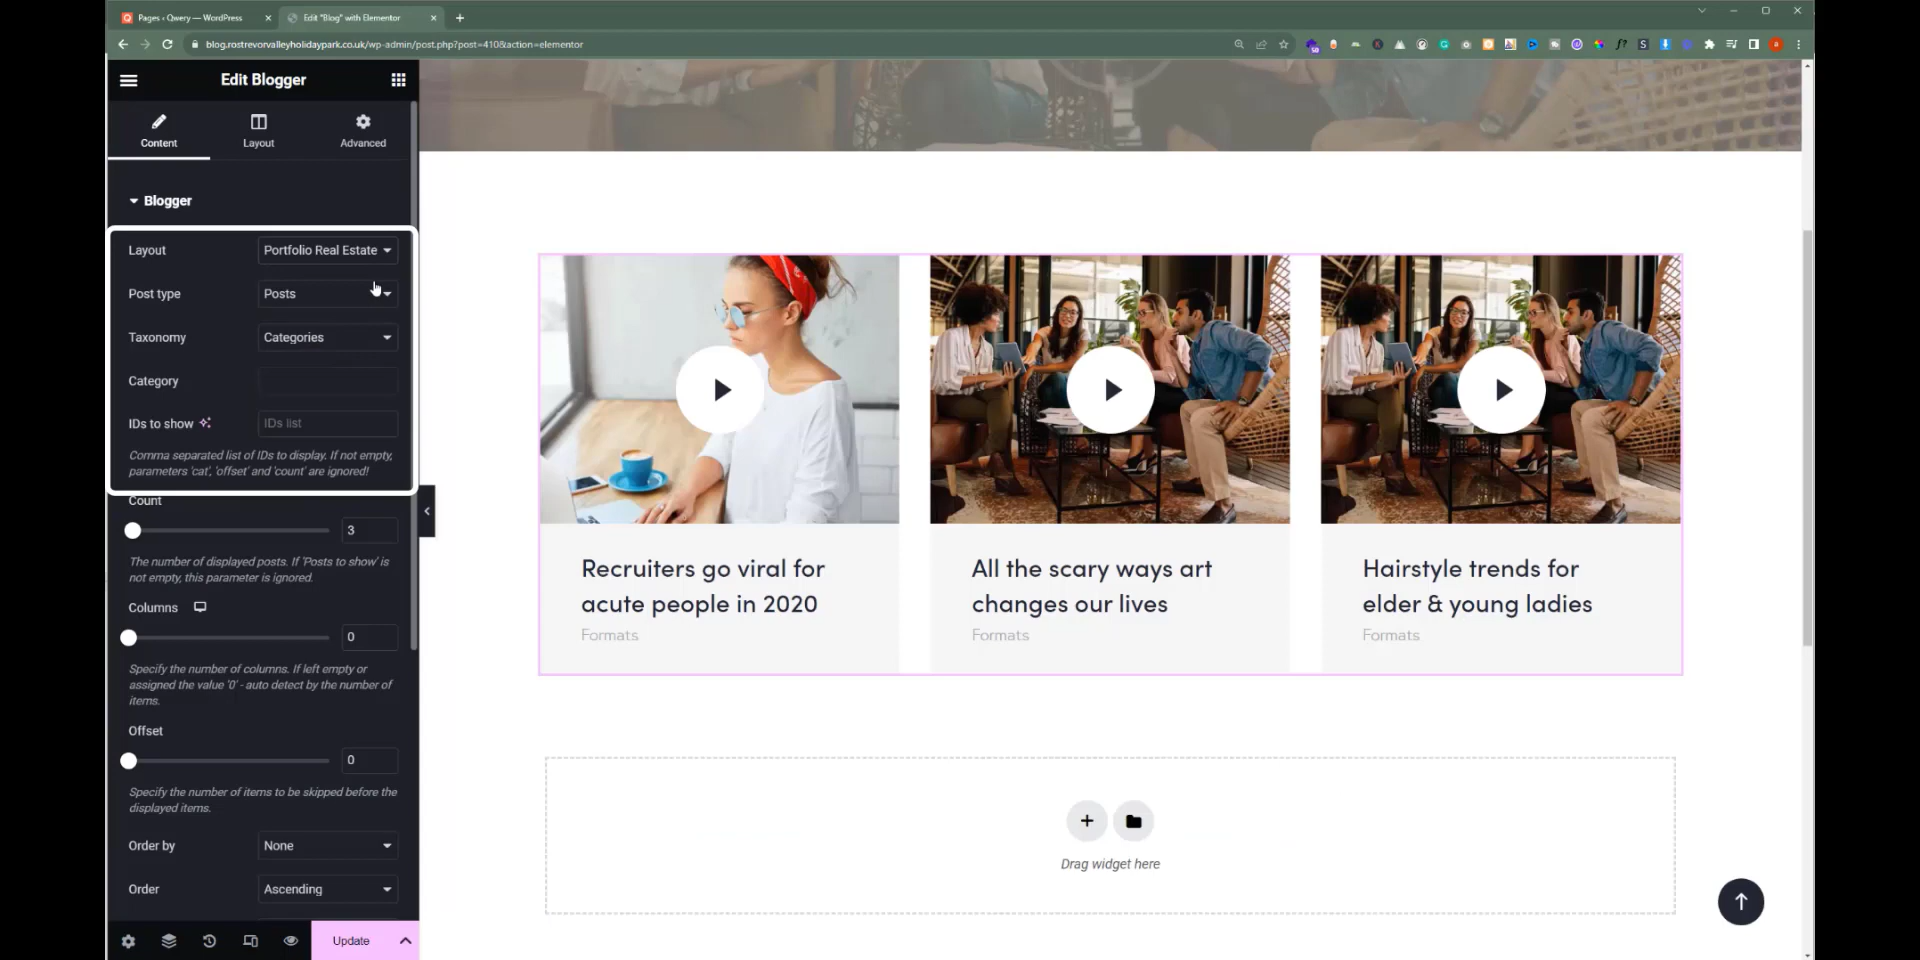 Pages ‹ Qwery — WordPress
Edit "Blog" with Elementor
blog.rostrevorvalleyholidaypark.co.uk/wp-admin/post.php?post=410&action=elementor
Edit Blogger
Content
Layout
Advanced
Blogger
Layout
Portfolio Real Estate
Post type
Posts
Taxonomy
Categories
Category
IDs to show
IDs list
Comma separated list of IDs to display. If not empty,
parameters 'cat', 'offset' and 'count' are ignored!
Count
3
The number of displayed posts. If 'Posts to show' is
not empty, this parameter is ignored.
Columns
0
Specify the number of columns. If left empty or
assigned the value '0' - auto detect by the number of
items.
Offset
0
Specify the number of items to be skipped before the
displayed items.
Order by
None
Order
Ascending
Update
Recruiters go viral for
acute people in 2020
Formats
All the scary ways art
changes our lives
Formats
Hairstyle trends for
elder & young ladies
Formats
Drag widget here